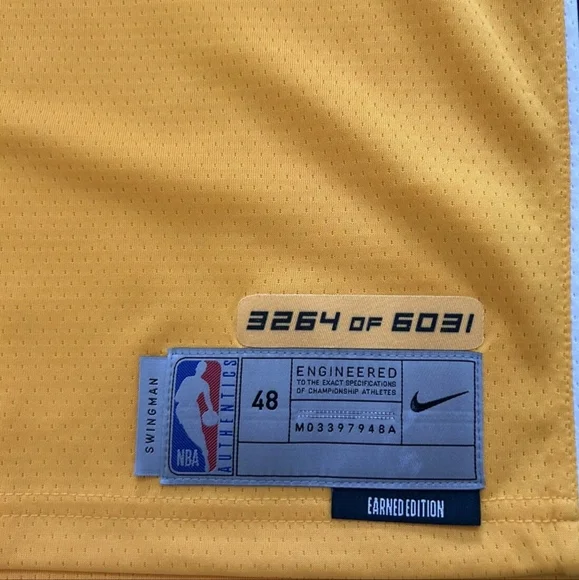 3264 OF 6031
SWINGMAN
NBA
AUTHENTICS
48
ENGINEERED
TO THE EXACT SPECIFICATIONS
OF CHAMPIONSHIP ATHLETES
M03397948A
EARNED EDITION